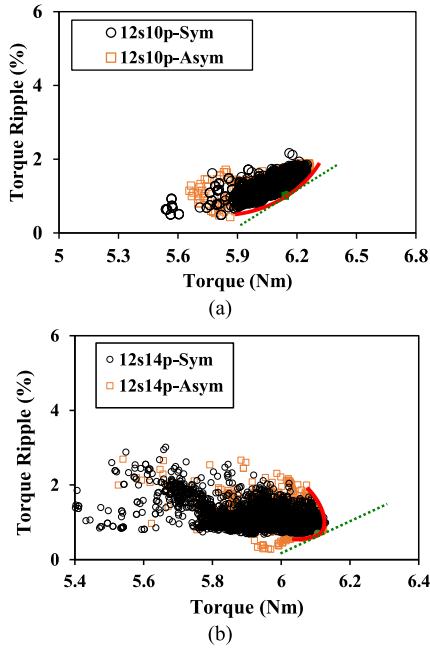 (a)
12s10p-Sym
12s10p-Asym
Torque Ripple (%)
6
4
2
0
5 5.3 5.6 5.9 6.2 6.5 6.8
Torque (Nm)
(a)
12s14p-Sym
12s14p-Asym
Torque Ripple (%)
6
4
2
0
5.4 5.6 5.8 6 6.2 6.4
Torque (Nm)
(b)